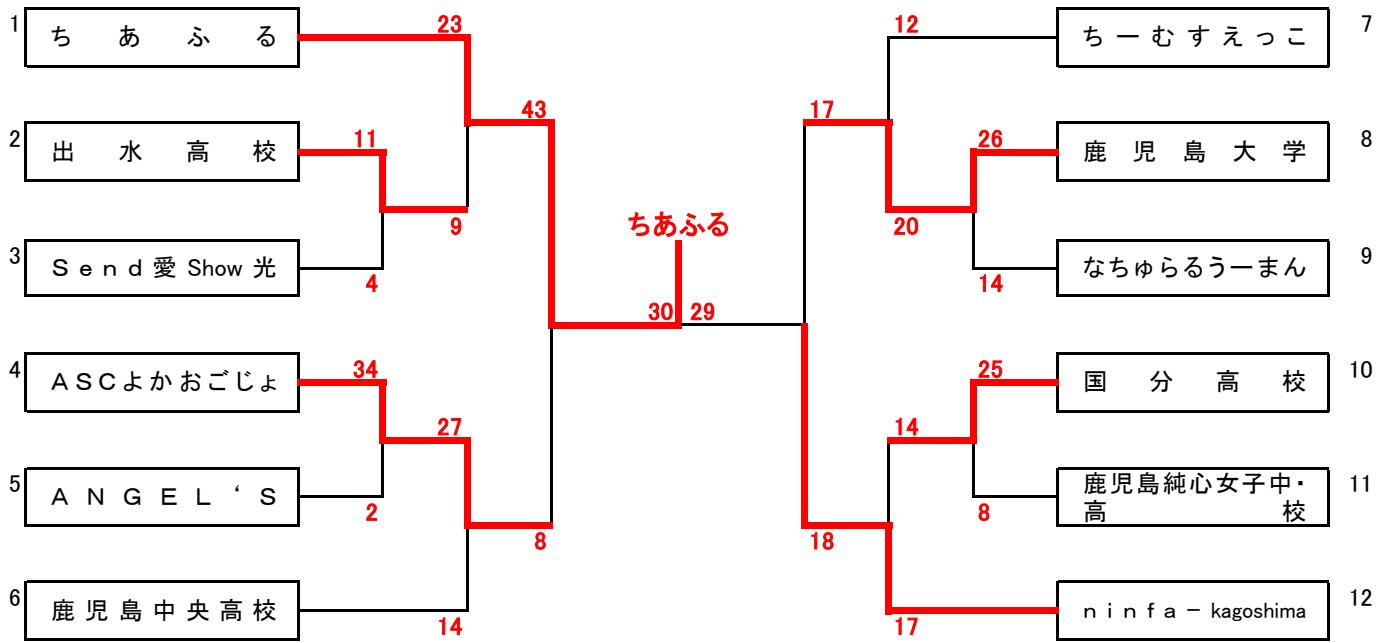 1 ちあふる
2 出水高校
3 Send愛Show光
4 ASCよかおごじょ
5 ANGEL‘S
6 鹿児島中央高校
23
11
4
34
2
14
43
9
27
8
ちあふる
30 29
17
18
12
20
14
17
26
14
25
8
ちーむすえっこ 7
鹿児島大学 8
なちゅらるうーまん 9
国分高校 10
鹿児島純心女子中・
高校 11
ninfa－kagoshima 12